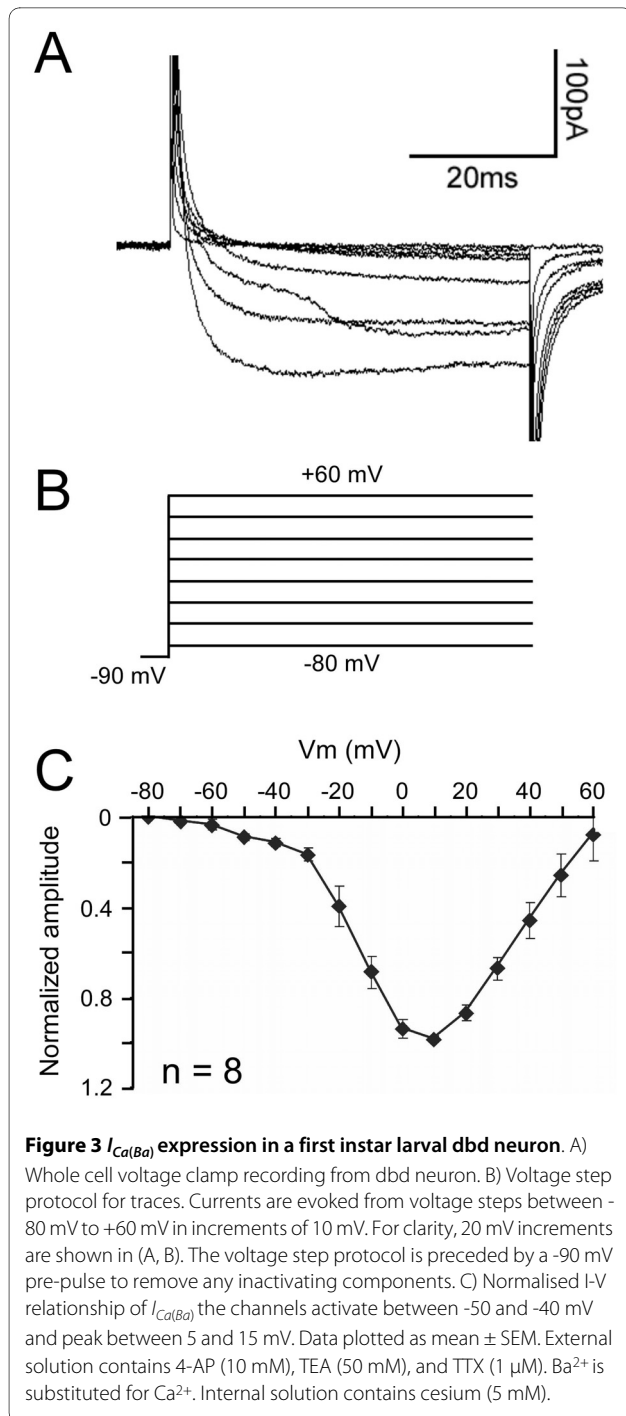 A
100pA
20ms
B
+60 mV
-90 mV
-80 mV
C
Vm (mV)
-80 -60 -40 -20 0 20 40 60
0
0.4
0.8
1.2
Normalized amplitude
n = 8
Figure 3 I_Ca(Ba) expression in a first instar larval dbd neuron. A)
Whole cell voltage clamp recording from dbd neuron. B) Voltage step
protocol for traces. Currents are evoked from voltage steps between -
80 mV to +60 mV in increments of 10 mV. For clarity, 20 mV increments
are shown in (A, B). The voltage step protocol is preceded by a -90 mV
pre-pulse to remove any inactivating components. C) Normalised I-V
relationship of I_Ca(Ba) the channels activate between -50 and -40 mV
and peak between 5 and 15 mV. Data plotted as mean ± SEM. External
solution contains 4-AP (10 mM), TEA (50 mM), and TTX (1 μM). Ba²⁺ is
substituted for Ca²⁺. Internal solution contains cesium (5 mM).